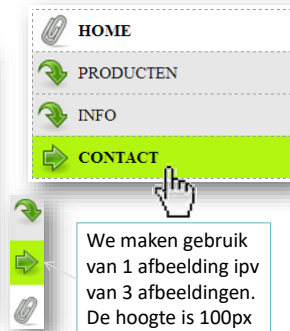 HOME
PRODUCTEN
INFO
CONTACT
We maken gebruik
van 1 afbeelding ipv
van 3 afbeeldingen.
De hoogte is 100px